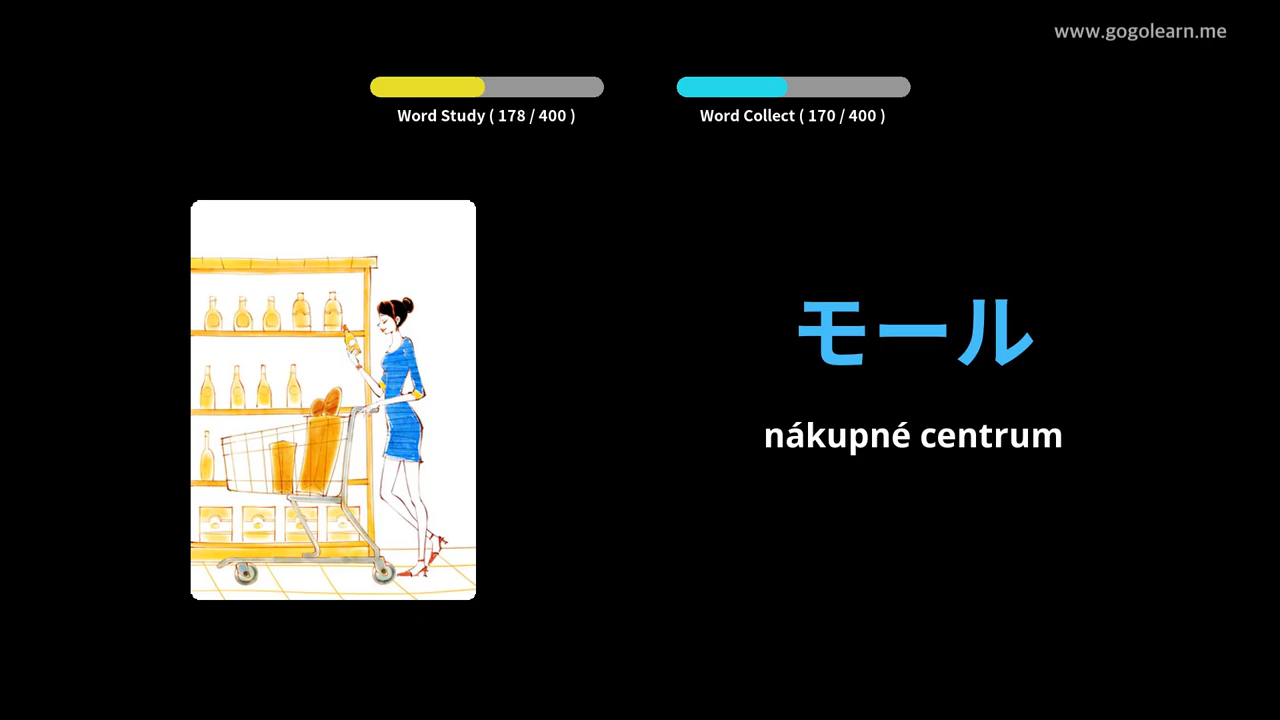 www.gogolearn.me
Word Study ( 178 / 400 )
Word Collect ( 170 / 400 )
モール
nákupné centrum